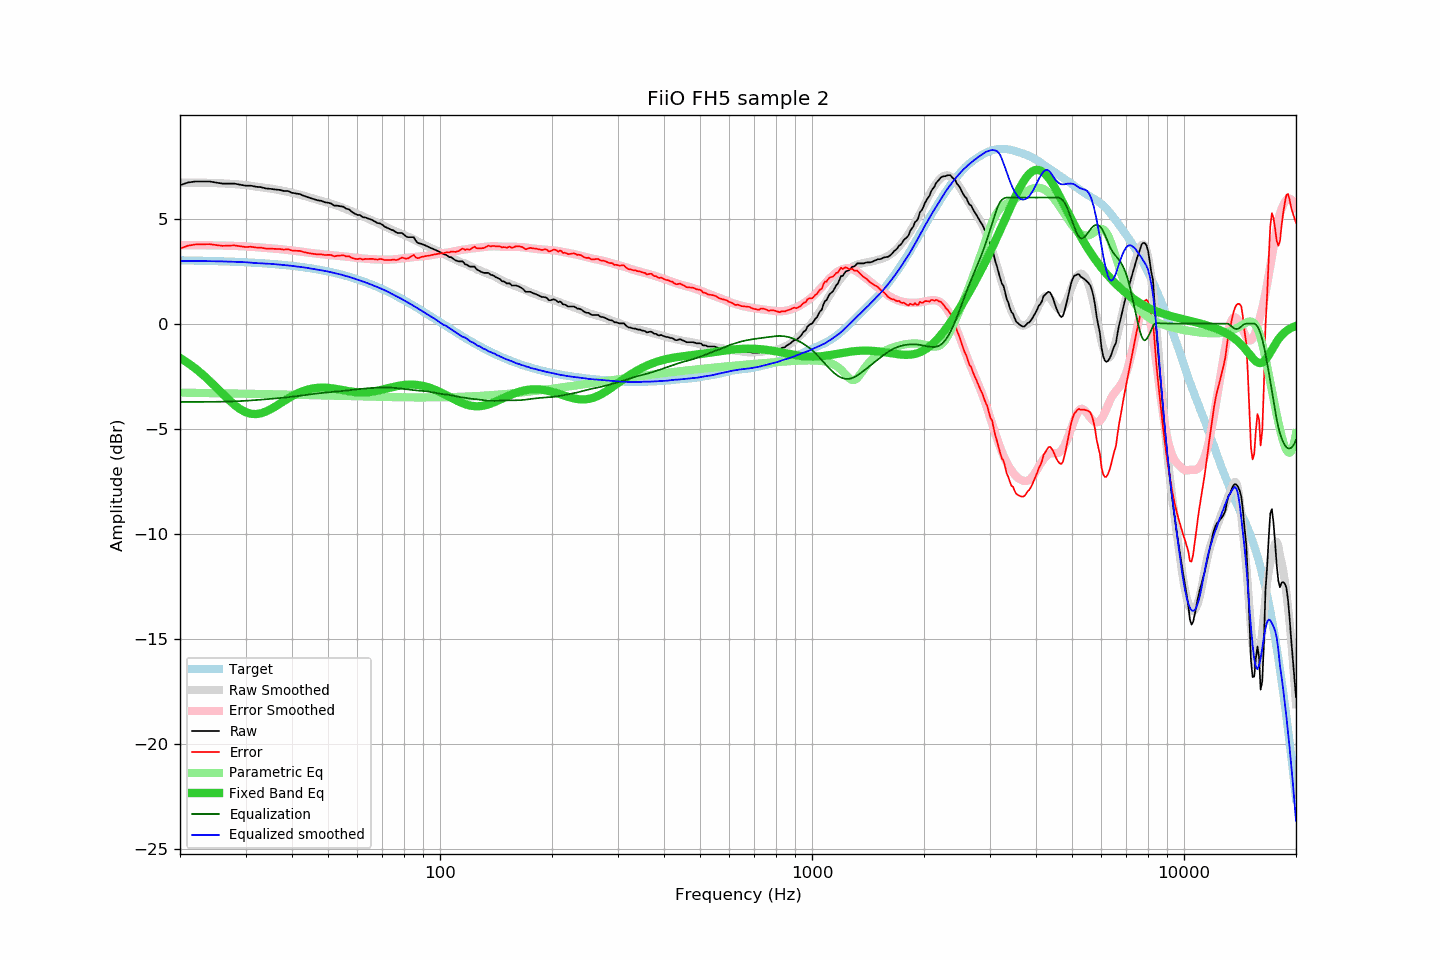 FiiO FH5 sample 2
5
0
−5
−10
−15
−20
−25
Amplitude (dBr)
Target
Raw Smoothed
Error Smoothed
Raw
Error
Parametric Eq
Fixed Band Eq
Equalization
Equalized smoothed
100
1000
10000
Frequency (Hz)